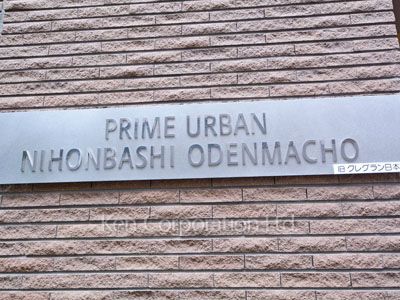 PRIME URBAN
NIHONBASHI ODENMACHO
旧 クレグラン日本
Ken Corporation Ltd.